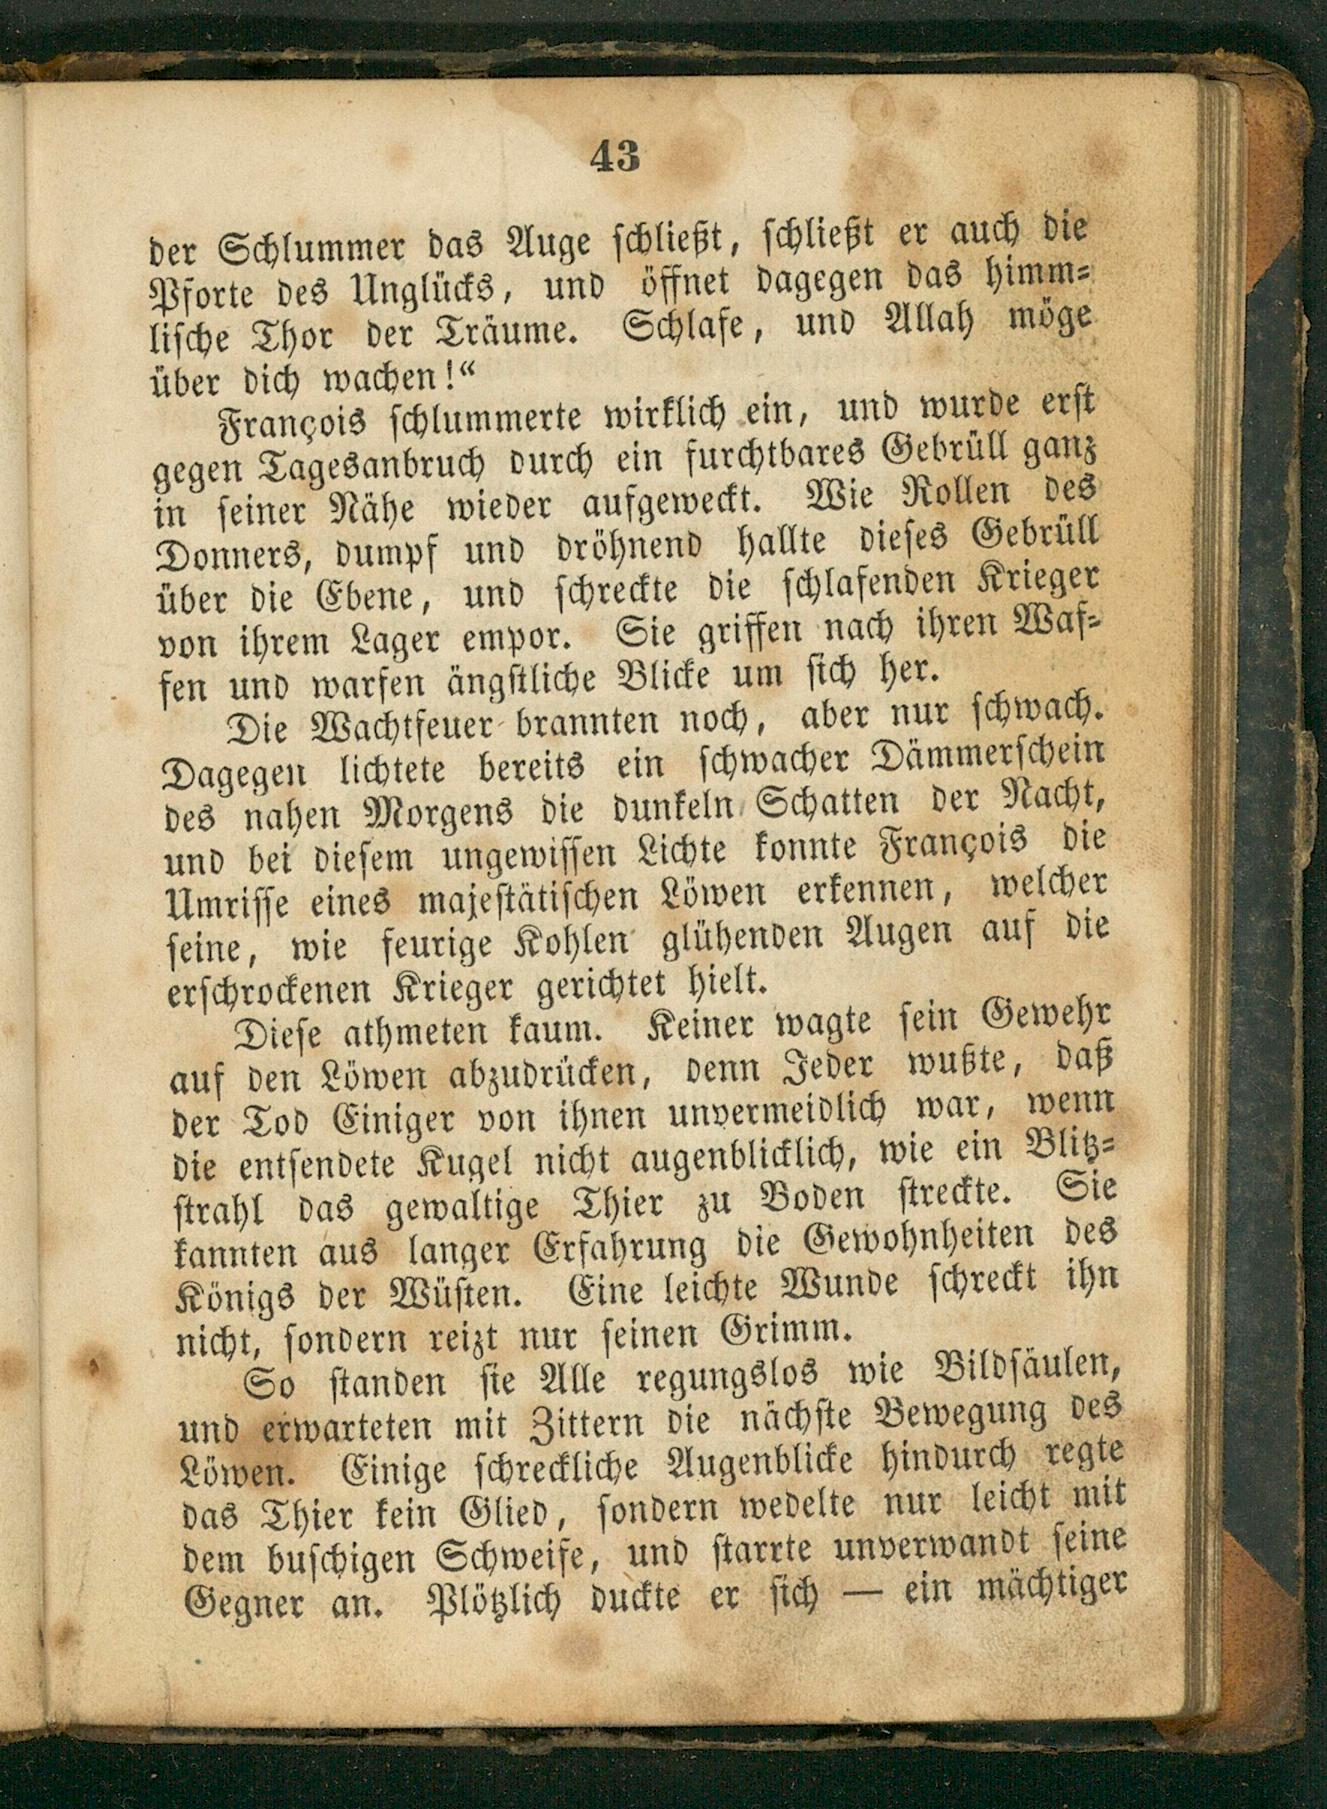 43
der Schlummer das Auge schließt, schließt er auch die
Pforte des Unglücks, und öffnet dagegen das himm-
lische Thor der Träume. Schlafe, und Allah möge
über dich wachen!“
François schlummerte wirklich ein, und wurde erst
gegen Tagesanbruch durch ein furchtbares Gebrüll ganz
in seiner Nähe wieder aufgeweckt. Wie Rollen des
Donners, dumpf und dröhnend hallte dieses Gebrüll
über die Ebene, und schreckte die schlafenden Krieger
von ihrem Lager empor. Sie griffen nach ihren Waf-
fen und warfen ängstliche Blicke um sich her.
Die Wachtfeuer brannten noch, aber nur schwach.
Dagegen lichtete bereits ein schwacher Dämmerschein
des nahen Morgens die dunkeln Schatten der Nacht,
und bei diesem ungewissen Lichte konnte François die
Umrisse eines majestätischen Löwen erkennen, welcher
seine, wie feurige Kohlen glühenden Augen auf die
erschrockenen Krieger gerichtet hielt.
Diese athmeten kaum. Keiner wagte sein Gewehr
auf den Löwen abzudrücken, denn Jeder wußte, daß
der Tod Einiger von ihnen unvermeidlich war, wenn
die entsendete Kugel nicht augenblicklich, wie ein Blitz-
strahl das gewaltige Thier zu Boden streckte. Sie
kannten aus langer Erfahrung die Gewohnheiten des
Königs der Wüsten. Eine leichte Wunde schreckt ihn
nicht, sondern reizt nur seinen Grimm.
So standen sie Alle regungslos wie Bildsäulen,
und erwarteten mit Zittern die nächste Bewegung des
Löwen. Einige schreckliche Augenblicke hindurch regte
das Thier kein Glied, sondern wedelte nur leicht mit
dem buschigen Schweife, und starrte unverwandt seine
Gegner an. Plötzlich duckte er sich — ein mächtiger